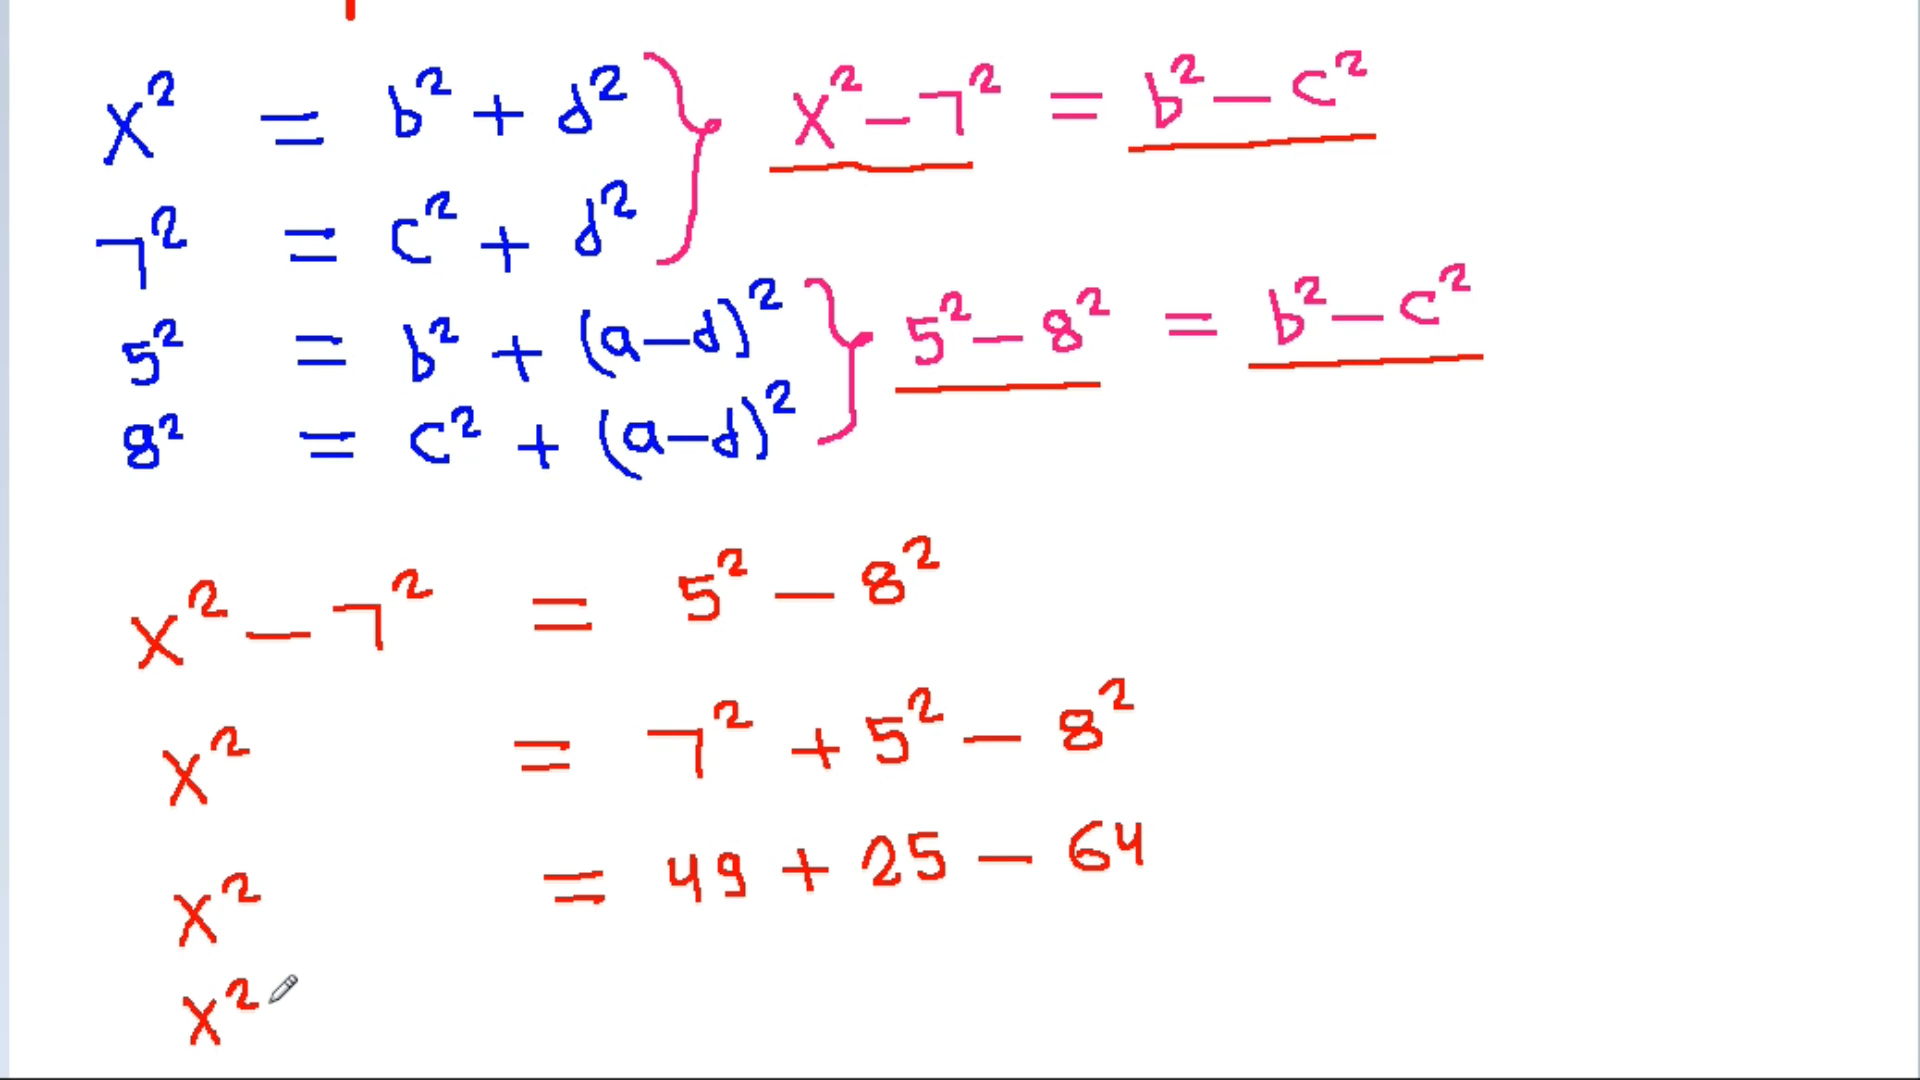 x² = b² + d²
x² − 7² = b² − c²
7² = c² + d²
5² = b² + (a−d)²
5² − 8² = b² − c²
8² = c² + (a−d)²
x² − 7² = 5² − 8²
x² = 7² + 5² − 8²
x² = 49 + 25 − 64
x²